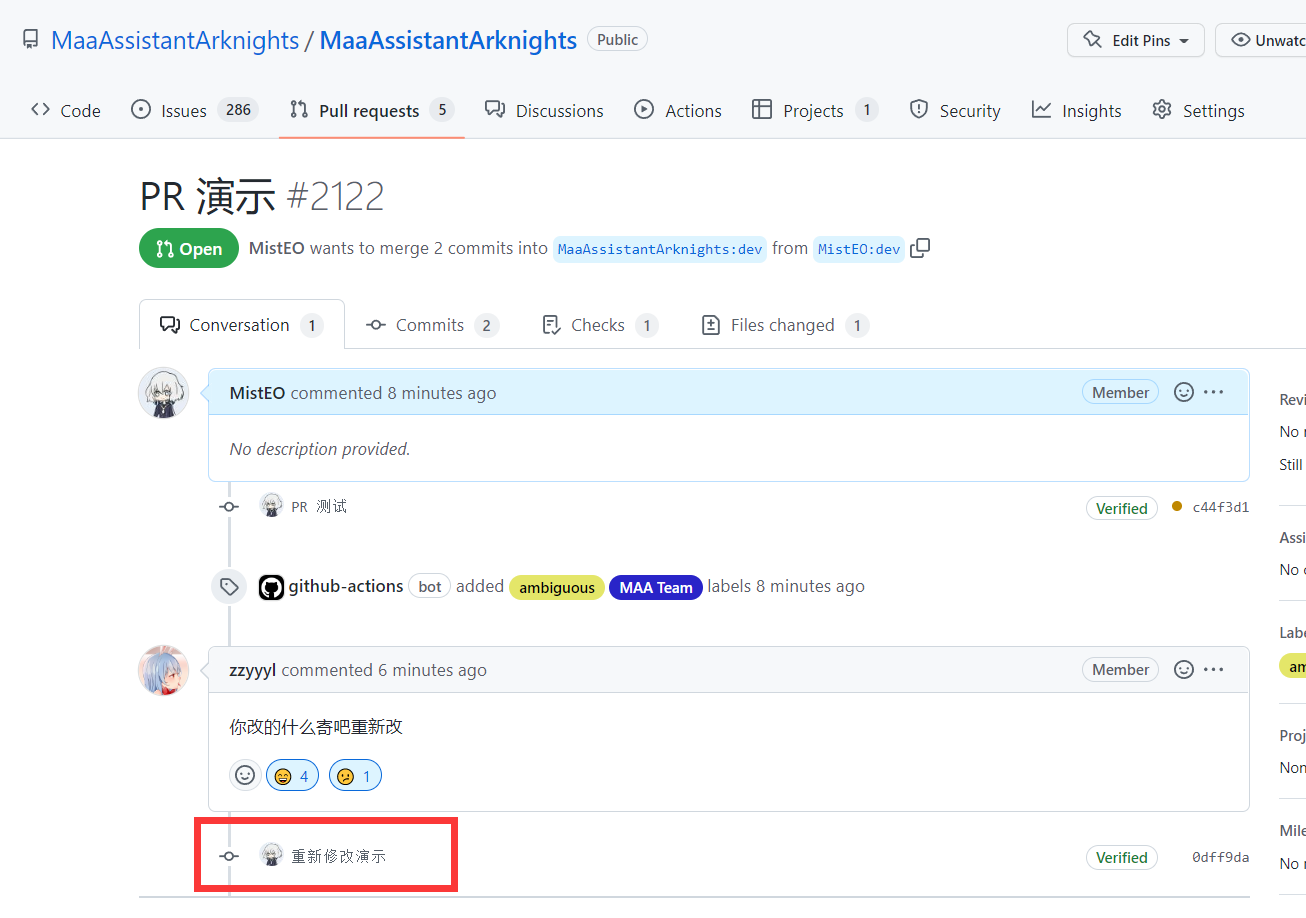 MaaAssistantArknights / MaaAssistantArknights Public Edit Pins Unwatc
Code Issues 286 Pull requests 5 Discussions Actions Projects 1 Security Insights Settings
PR 演示 #2122
Open MistEO wants to merge 2 commits into MaaAssistantArknights:dev from MistEO:dev
Conversation 1 Commits 2 Checks 1 Files changed 1
MistEO commented 8 minutes ago Member
Revi
No r
No description provided.
Still
PR 测试 Verified c44f3d1
Assi
No o
github-actions bot added ambiguous MAA Team labels 8 minutes ago
Labe
zzyyyl commented 6 minutes ago Member
am
你改的什么寄吧重新改
Proj
Non
4 1
Mile
重新修改演示 Verified 0dff9da
No r